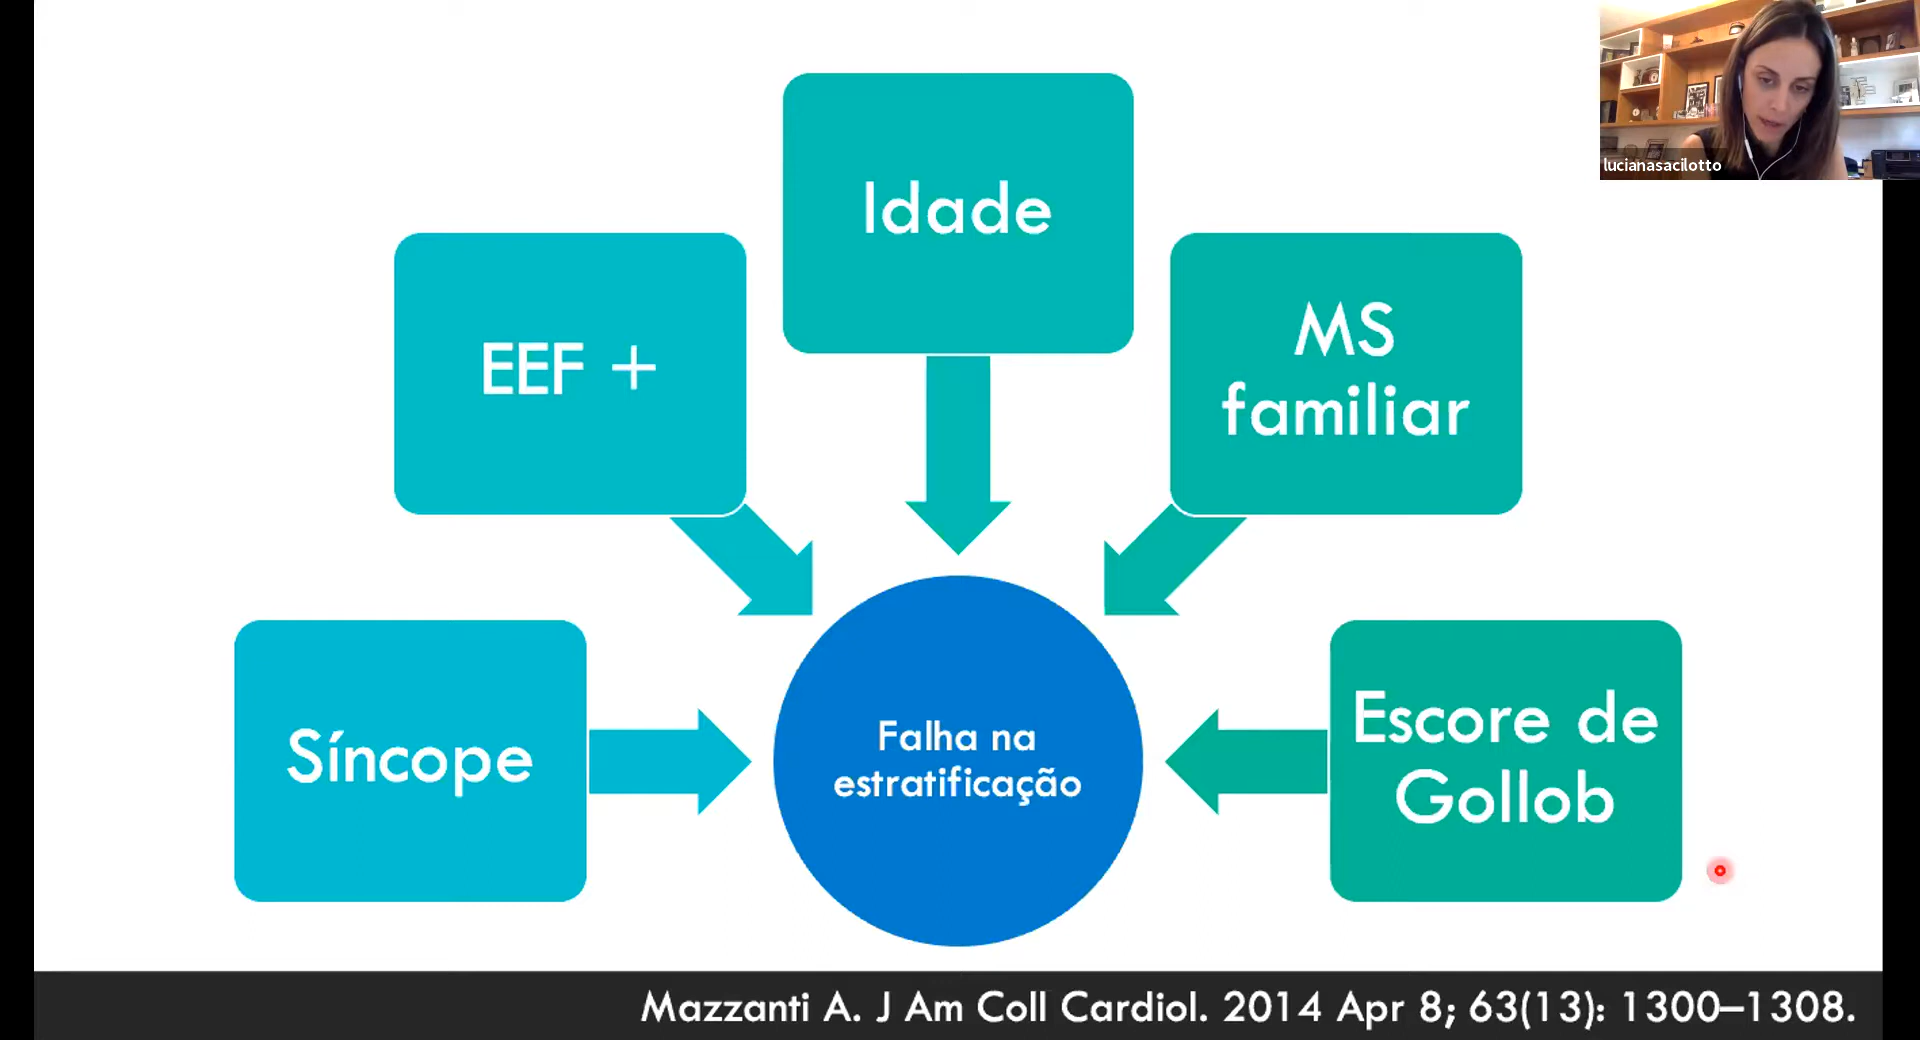 lucianasacilotto
Idade
EEF +
MS
familiar
Síncope
Falha na
estratificação
Escore de
Gollob
Mazzanti A. J Am Coll Cardiol. 2014 Apr 8; 63(13): 1300–1308.